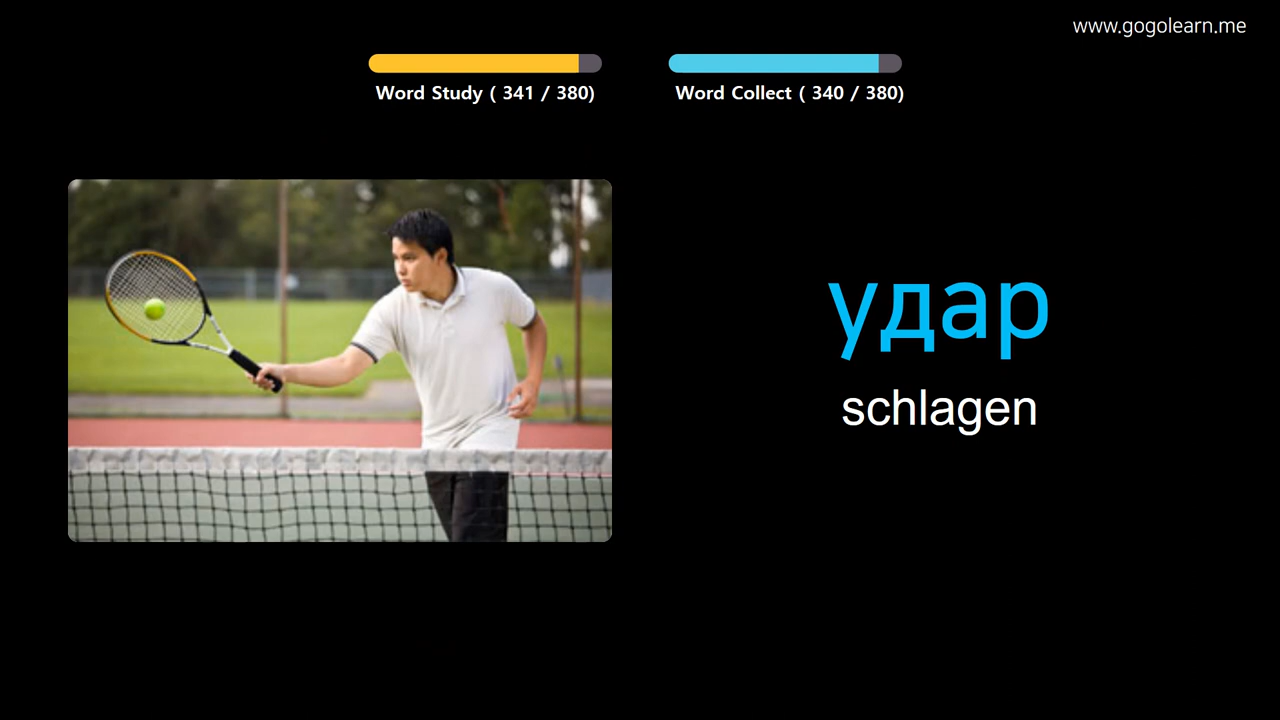 www.gogolearn.me
Word Study ( 341 / 380)
Word Collect ( 340 / 380)
удар
schlagen